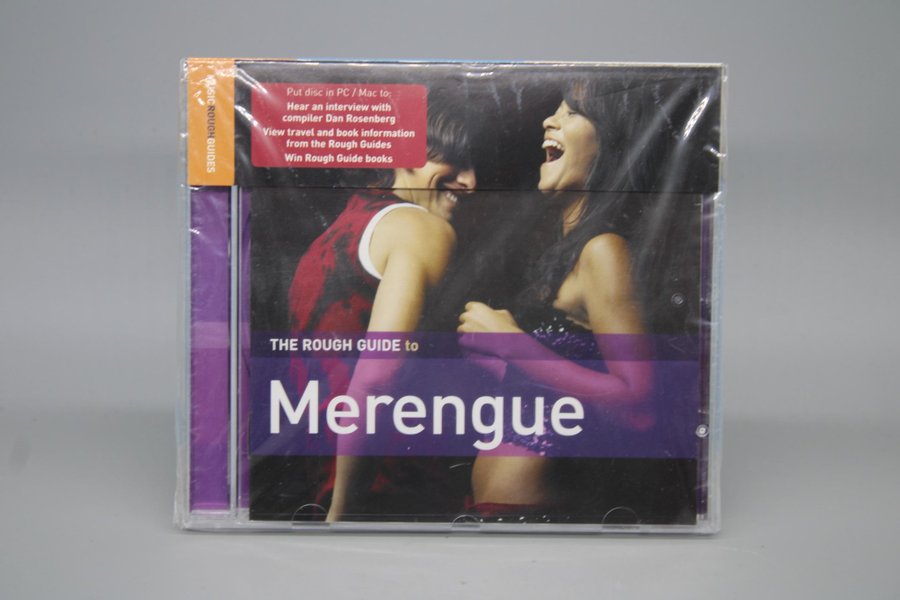 MUSIC ROUGH GUIDES
Put disc in PC / Mac to:
Hear an interview with
compiler Dan Rosenberg
View travel and book information
from the Rough Guides
Win Rough Guide books
THE ROUGH GUIDE to
Merengue